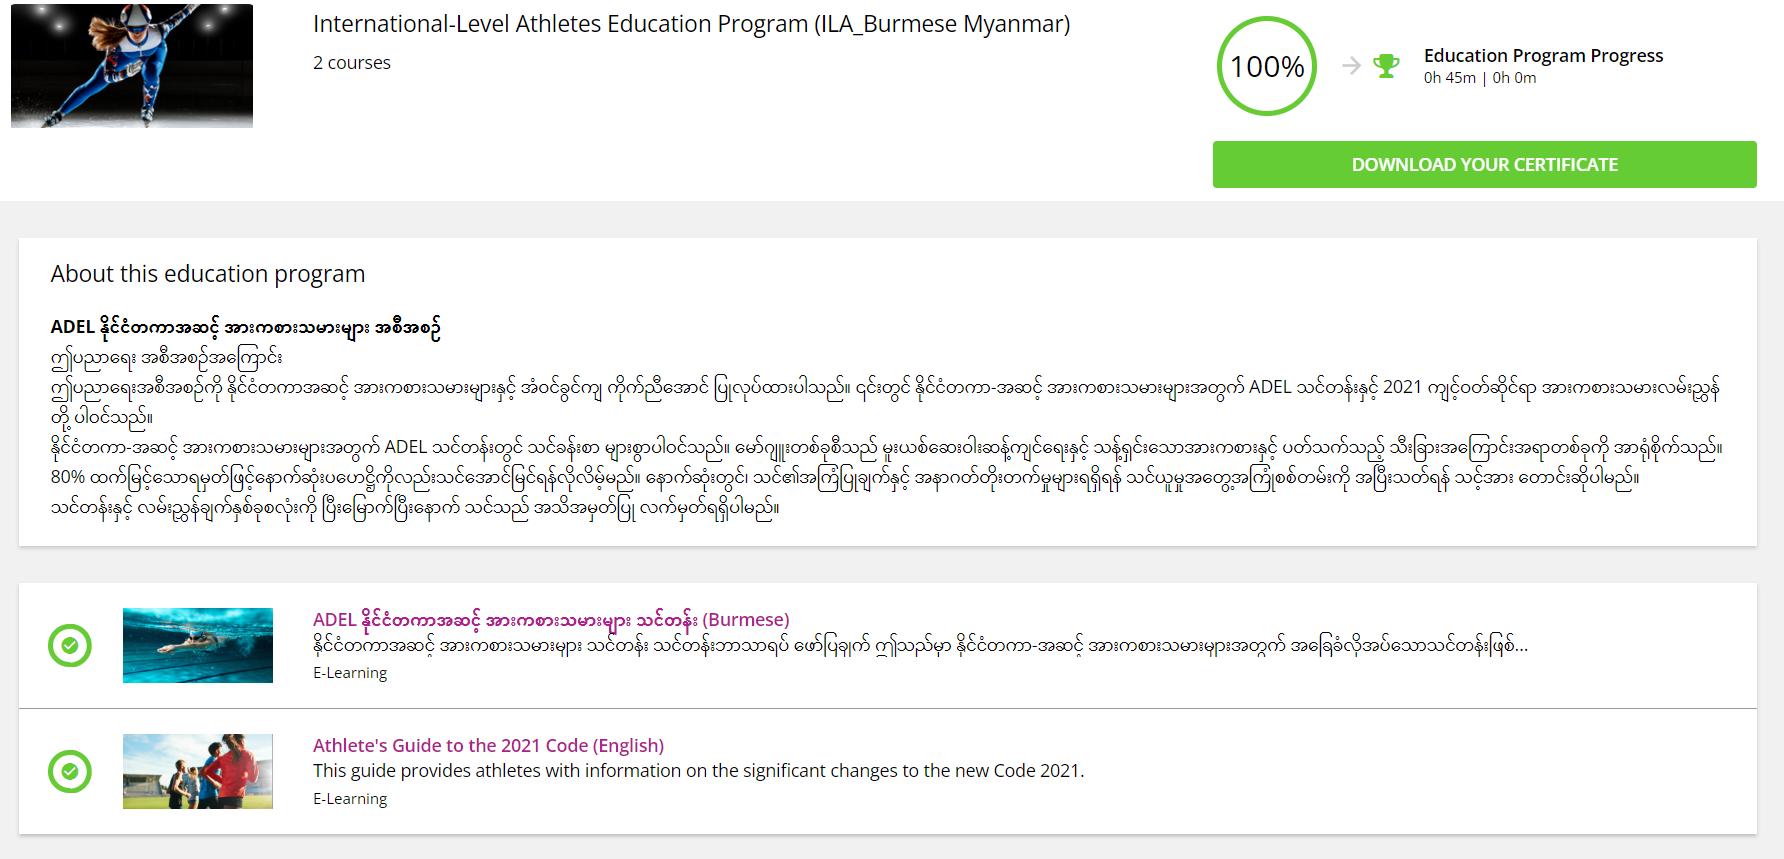 International-Level Athletes Education Program (ILA_Burmese Myanmar)
2 courses
100%
Education Program Progress
0h 45m | 0h 0m
DOWNLOAD YOUR CERTIFICATE
About this education program
ADEL နိုင်ငံတကာအဆင့် အားကစားသမားများ အစီအစဉ်
ဤပညာရေး အစီအစဉ်အကြောင်း
ဤပညာရေးအစီအစဉ်ကို နိုင်ငံတကာအဆင့် အားကစားသမားများနှင့် အံဝင်ခွင်ကျ ကိုက်ညီအောင် ပြုလုပ်ထားပါသည်။ ၎င်းတွင် နိုင်ငံတကာ-အဆင့် အားကစားသမားများအတွက် ADEL သင်တန်းနှင့် 2021 ကျင့်ဝတ်ဆိုင်ရာ အားကစားသမားလမ်းညွှန်
တို့ ပါဝင်သည်။
နိုင်ငံတကာ-အဆင့် အားကစားသမားများအတွက် ADEL သင်တန်းတွင် သင်ခန်းစာ များစွာပါဝင်သည်။ မော်ဂျူးတစ်ခုစီသည် မူးယစ်ဆေးဝါးဆန့်ကျင်ရေးနှင့် သန့်ရှင်းသောအားကစားနှင့် ပတ်သက်သည့် သီးခြားအကြောင်းအရာတစ်ခုကို အာရုံစိုက်သည်။
80% ထက်မြင့်သောရမှတ်ဖြင့်နောက်ဆုံးပဟေဋ္ဌိကိုလည်းသင်အောင်မြင်ရန်လိုလိမ့်မည်။ နောက်ဆုံးတွင်၊ သင်၏အကြံပြုချက်နှင့် အနာဂတ်တိုးတက်မှုများရရှိရန် သင်ယူမှုအတွေ့အကြုံစစ်တမ်းကို အပြီးသတ်ရန် သင့်အား တောင်းဆိုပါမည်။
သင်တန်းနှင့် လမ်းညွှန်ချက်နှစ်ခုစလုံးကို ပြီးမြောက်ပြီးနောက် သင်သည် အသိအမှတ်ပြု လက်မှတ်ရရှိပါမည်။
ADEL နိုင်ငံတကာအဆင့် အားကစားသမားများ သင်တန်း (Burmese)
နိုင်ငံတကာအဆင့် အားကစားသမားများ သင်တန်း သင်တန်းဘာသာရပ် ဖော်ပြချက် ဤသည်မှာ နိုင်ငံတကာ-အဆင့် အားကစားသမားများအတွက် အခြေခံလိုအပ်သောသင်တန်းဖြစ်...
E-Learning
Athlete's Guide to the 2021 Code (English)
This guide provides athletes with information on the significant changes to the new Code 2021.
E-Learning